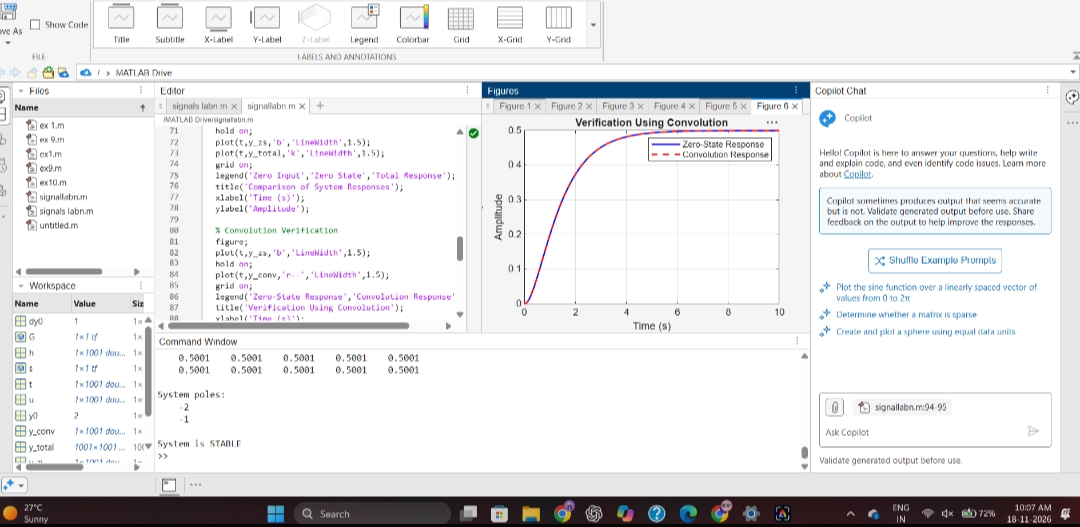 ve As
Show Code
FILE
Title
Subtitle
X-Label
Y-Label
Z-Label
Legend
Colorbar
Grid
X-Grid
Y-Grid
LABELS AND ANNOTATIONS
/ > MATLAB Drive
Files
Name
ex 1.m
ex 9.m
ex1.m
ex9.m
ex10.m
signallabn.m
signals labn.m
untitled.m
Workspace
Name Value Siz
dy0 1 1×
G 1×1 tf 1×
h 1×1001 dou... 1×
s 1×1 tf 1×
t 1×1001 dou... 1×
u 1×1001 dou... 1×
y0 2 1×
y_conv 1×1001 dou... 1×
y_total 1001×1001 ... 100
Editor
signals labn.m × signallabn.m × +
/MATLAB Drive/signallabn.m
71 hold on;
72 plot(t,y_zs,'b','LineWidth',1.5);
73 plot(t,y_total,'k','LineWidth',1.5);
74 grid on;
75 legend('Zero Input','Zero State','Total Response');
76 title('Comparison of System Responses');
77 xlabel('Time (s)');
78 ylabel('Amplitude');
79
80 % Convolution Verification
81 figure;
82 plot(t,y_zs,'b','LineWidth',1.5);
83 hold on;
84 plot(t,y_conv,'r--','LineWidth',1.5);
85 grid on;
86 legend('Zero-State Response','Convolution Response'
87 title('Verification Using Convolution');
88 xlabel('Time (s)');
Figures
Figure 1 × Figure 2 × Figure 3 × Figure 4 × Figure 5 × Figure 6 ×
Verification Using Convolution
Zero-State Response
Convolution Response
Amplitude
0.5
0.4
0.3
0.2
0.1
0
0 2 4 6 8 10
Time (s)
Command Window
0.5001 0.5001 0.5001 0.5001 0.5001
0.5001 0.5001 0.5001 0.5001 0.5001
System poles:
-2
-1
System is STABLE
>>
Copilot Chat
Copilot
Hello! Copilot is here to answer your questions, help write
and explain code, and even identify code issues. Learn more
about Copilot.
Copilot sometimes produces output that seems accurate
but is not. Validate generated output before use. Share
feedback on the output to help improve the responses.
Shuffle Example Prompts
Plot the sine function over a linearly spaced vector of
values from 0 to 2π
Determine whether a matrix is sparse
Create and plot a sphere using equal data units
signallabn.m:94-95
Ask Copilot
Validate generated output before use.
27°C
Sunny
Search
ENG
IN
72%
10:07 AM
18-11-2026